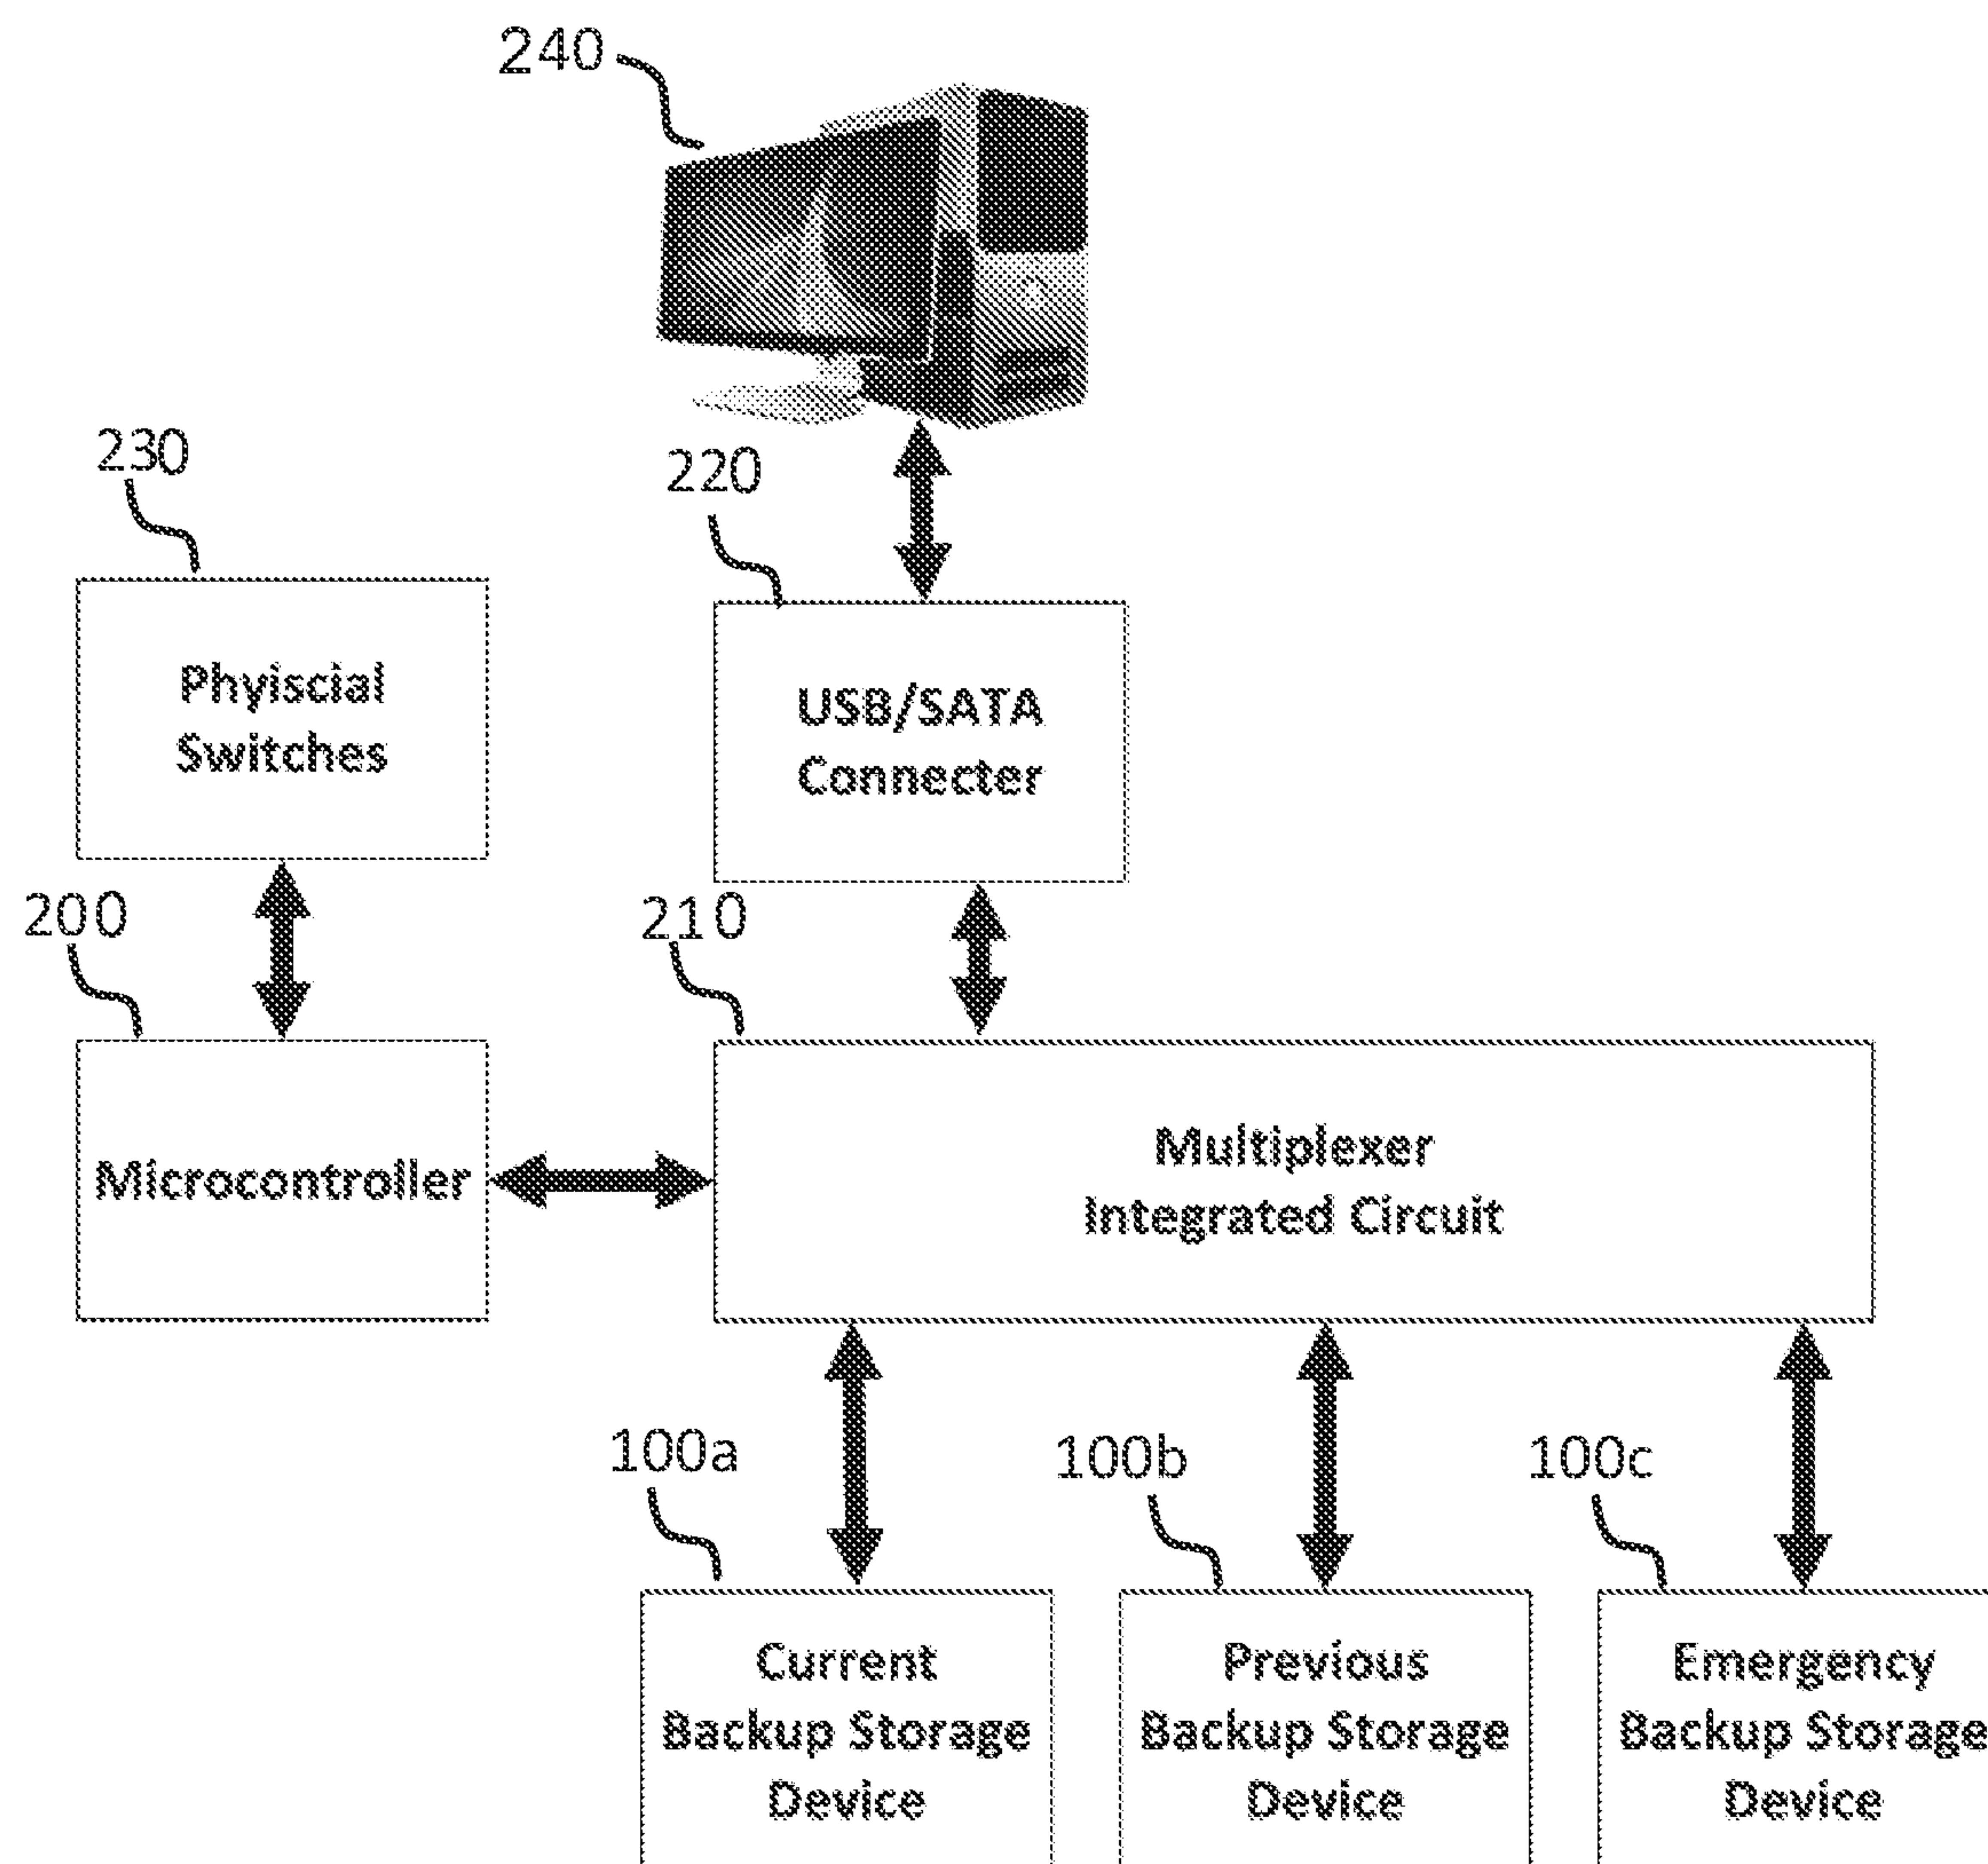 240
230
220
Phyiscial
Switches
USB/SATA
Connecter
200
210
Microcontroller
Multiplexer
Integrated Circuit
100a
100b
100c
Current
Backup Storage
Device
Previous
Backup Storage
Device
Emergency
Backup Storage
Device